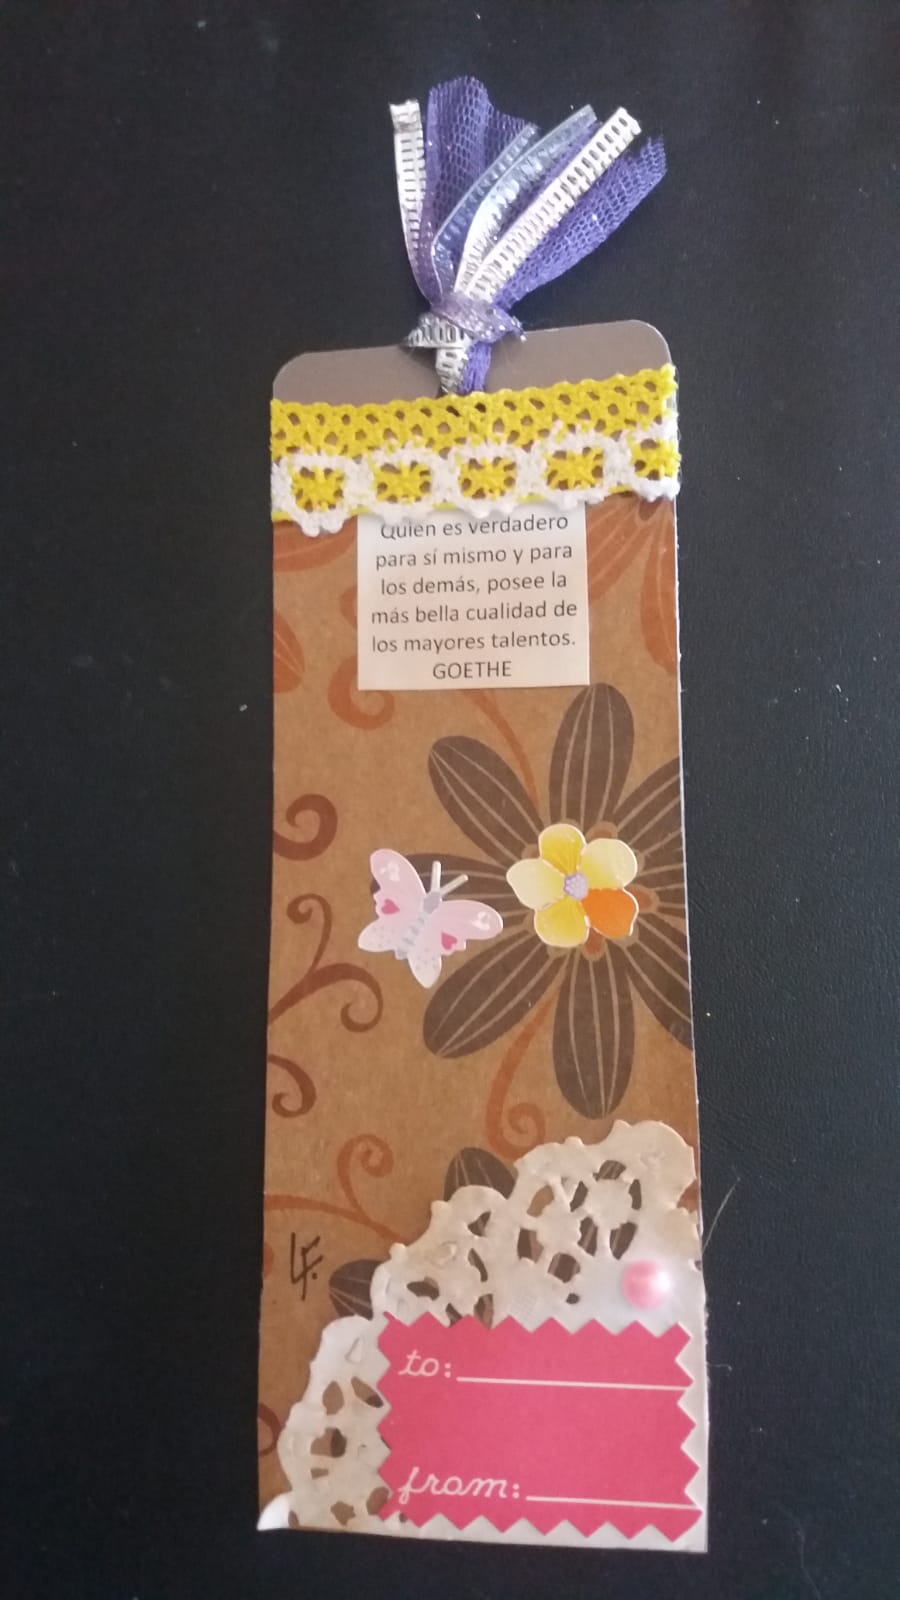 Quien es verdadero
para sí mismo y para
los demás, posee la
más bella cualidad de
los mayores talentos.
GOETHE
LF.
to:
from: